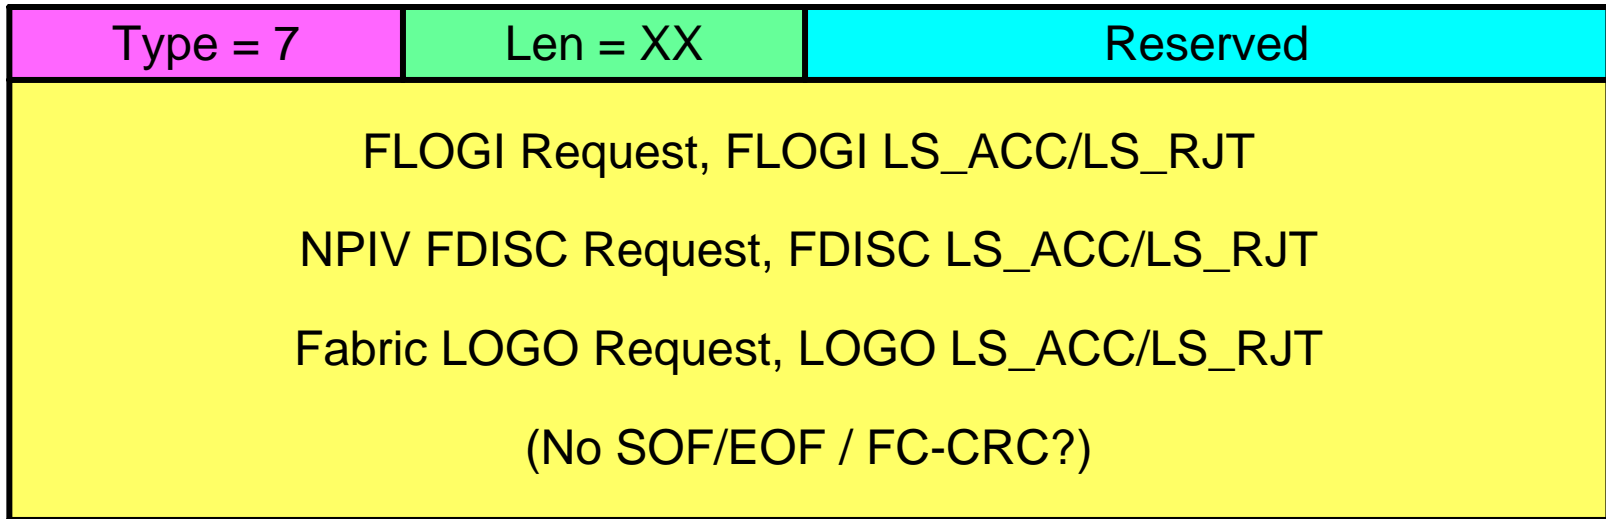 Type = 7 Len = XX Reserved
FLOGI Request, FLOGI LS_ACC/LS_RJT
NPIV FDISC Request, FDISC LS_ACC/LS_RJT
Fabric LOGO Request, LOGO LS_ACC/LS_RJT
(No SOF/EOF / FC-CRC?)